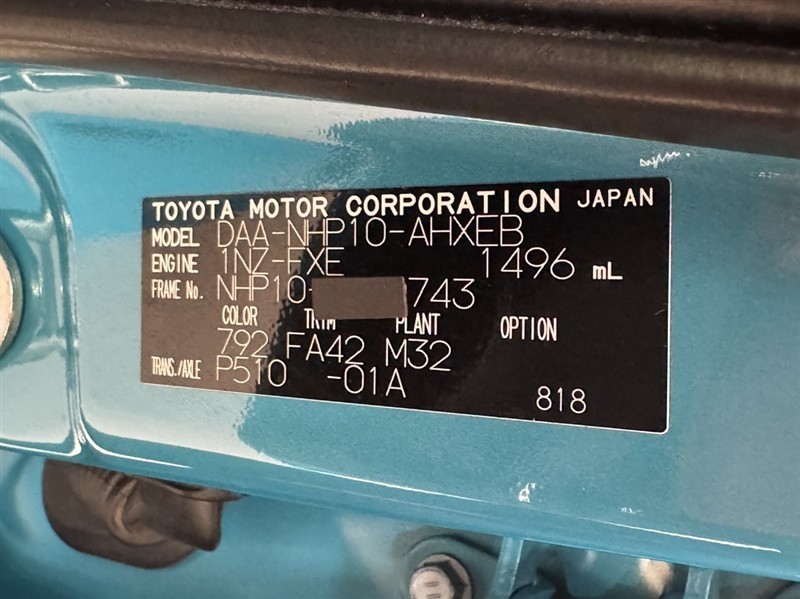 TOYOTA MOTOR CORPORATION JAPAN
MODEL DAA-NHP10-AHXEB
ENGINE 1NZ-FXE 1496 mL
FRAME No. NHP10- 743
COLOR TRIM PLANT OPTION
792 FA42 M32
TRANS./AXLE P510 -01A
818